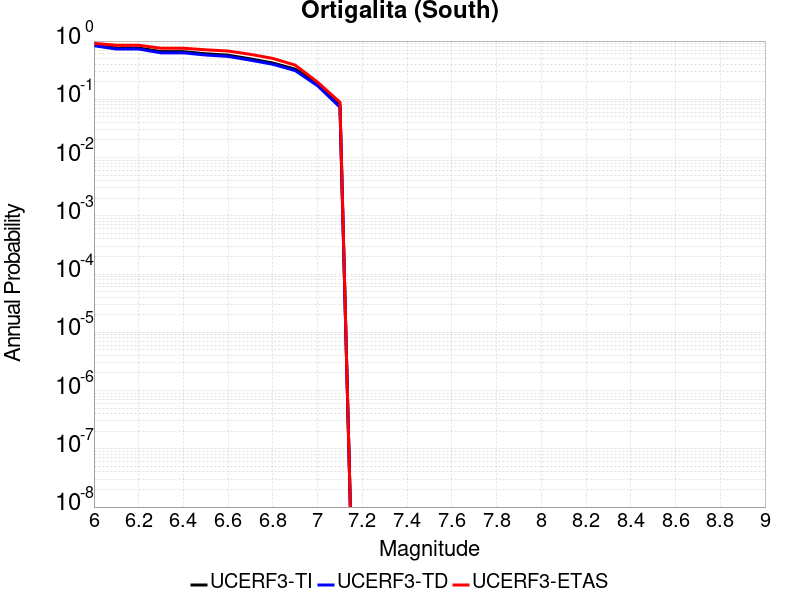 Ortigalita (South)
10^0
10^-1
10^-2
10^-3
10^-4
10^-5
10^-6
10^-7
10^-8
Annual Probability
6 6.2 6.4 6.6 6.8 7 7.2 7.4 7.6 7.8 8 8.2 8.4 8.6 8.8 9
Magnitude
UCERF3-TI UCERF3-TD UCERF3-ETAS